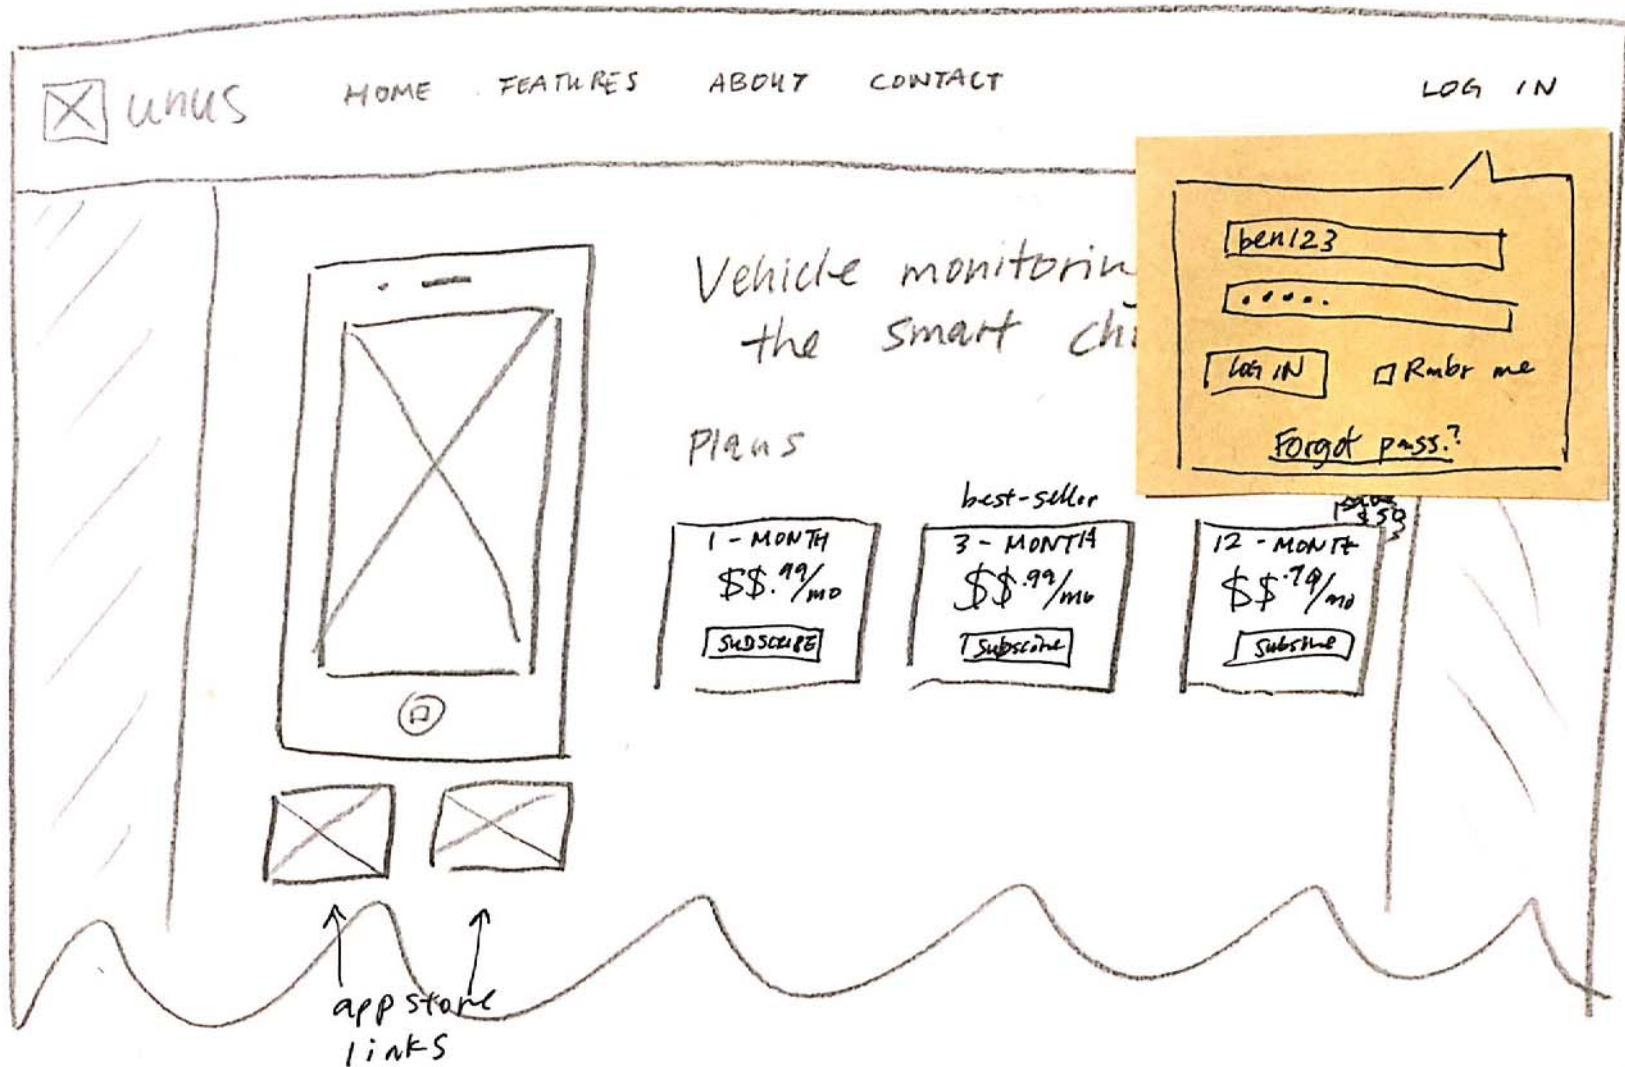 unus HOME FEATURES ABOUT CONTACT LOG IN
ben123
LOG IN Rmbr me
Forgot pass.?
Vehicle monitorin
the smart chi
Plans
best-seller
$50
1 - MONTH
$$.99/mo
SUBSCRIBE
3 - MONTH
$$.99/mo
Subscribe
12 - MONTH
$$.79/mo
app store
links